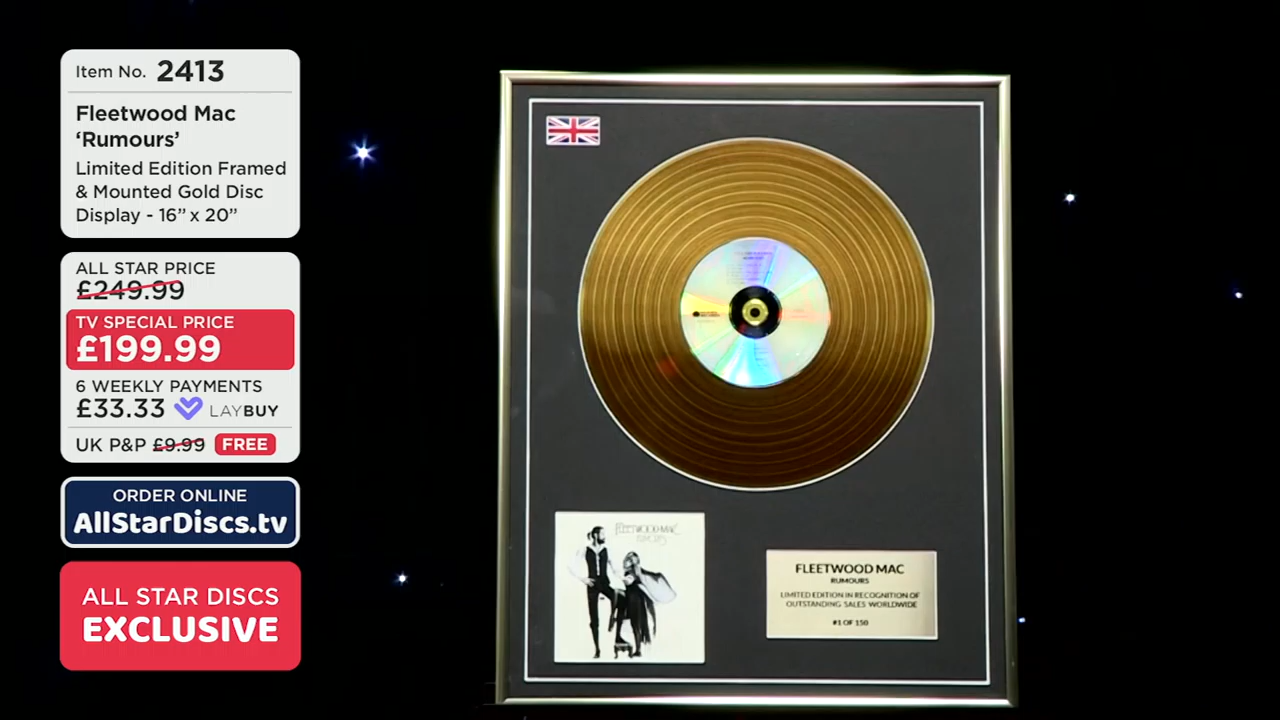 Item No. 2413
Fleetwood Mac
‘Rumours’
Limited Edition Framed
& Mounted Gold Disc
Display - 16” x 20”
ALL STAR PRICE
£249.99
TV SPECIAL PRICE
£199.99
6 WEEKLY PAYMENTS
£33.33 LAYBUY
UK P&P £9.99 FREE
ORDER ONLINE
AllStarDiscs.tv
ALL STAR DISCS
EXCLUSIVE
FLEETWOOD MAC
RUMOURS
FLEETWOOD MAC
RUMOURS
LIMITED EDITION IN RECOGNITION OF
OUTSTANDING SALES WORLDWIDE
#1 OF 150